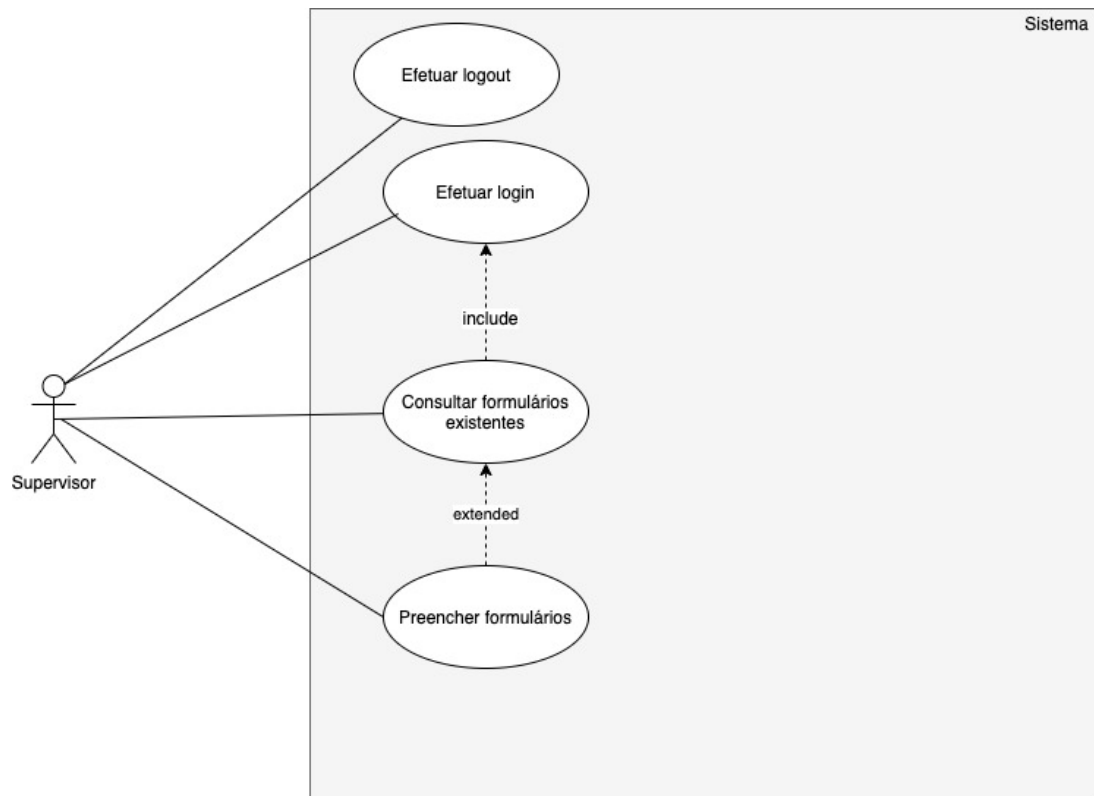 Sistema
Efetuar logout
Efetuar login
include
Consultar formulários
existentes
Supervisor
extended
Preencher formulários